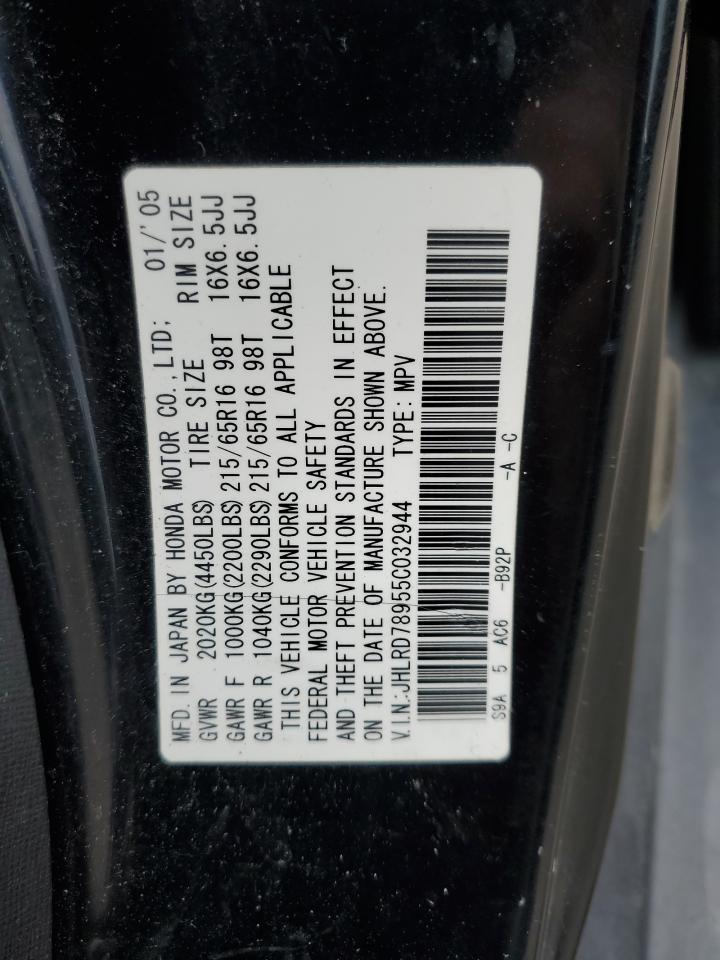 MFD. IN JAPAN BY HONDA MOTOR CO., LTD; 01/'05
GVWR 2020KG(4450LBS) TIRE SIZE RIM SIZE
GAWR F 1000KG(2200LBS) 215/65R16 98T 16X6.5JJ
GAWR R 1040KG(2290LBS) 215/65R16 98T 16X6.5JJ
THIS VEHICLE CONFORMS TO ALL APPLICABLE
FEDERAL MOTOR VEHICLE SAFETY
AND THEFT PREVENTION STANDARDS IN EFFECT
ON THE DATE OF MANUFACTURE SHOWN ABOVE.
V.I.N.:JHLRD78955C032944 TYPE: MPV
S9A 5 AC6 -B92P -A -C